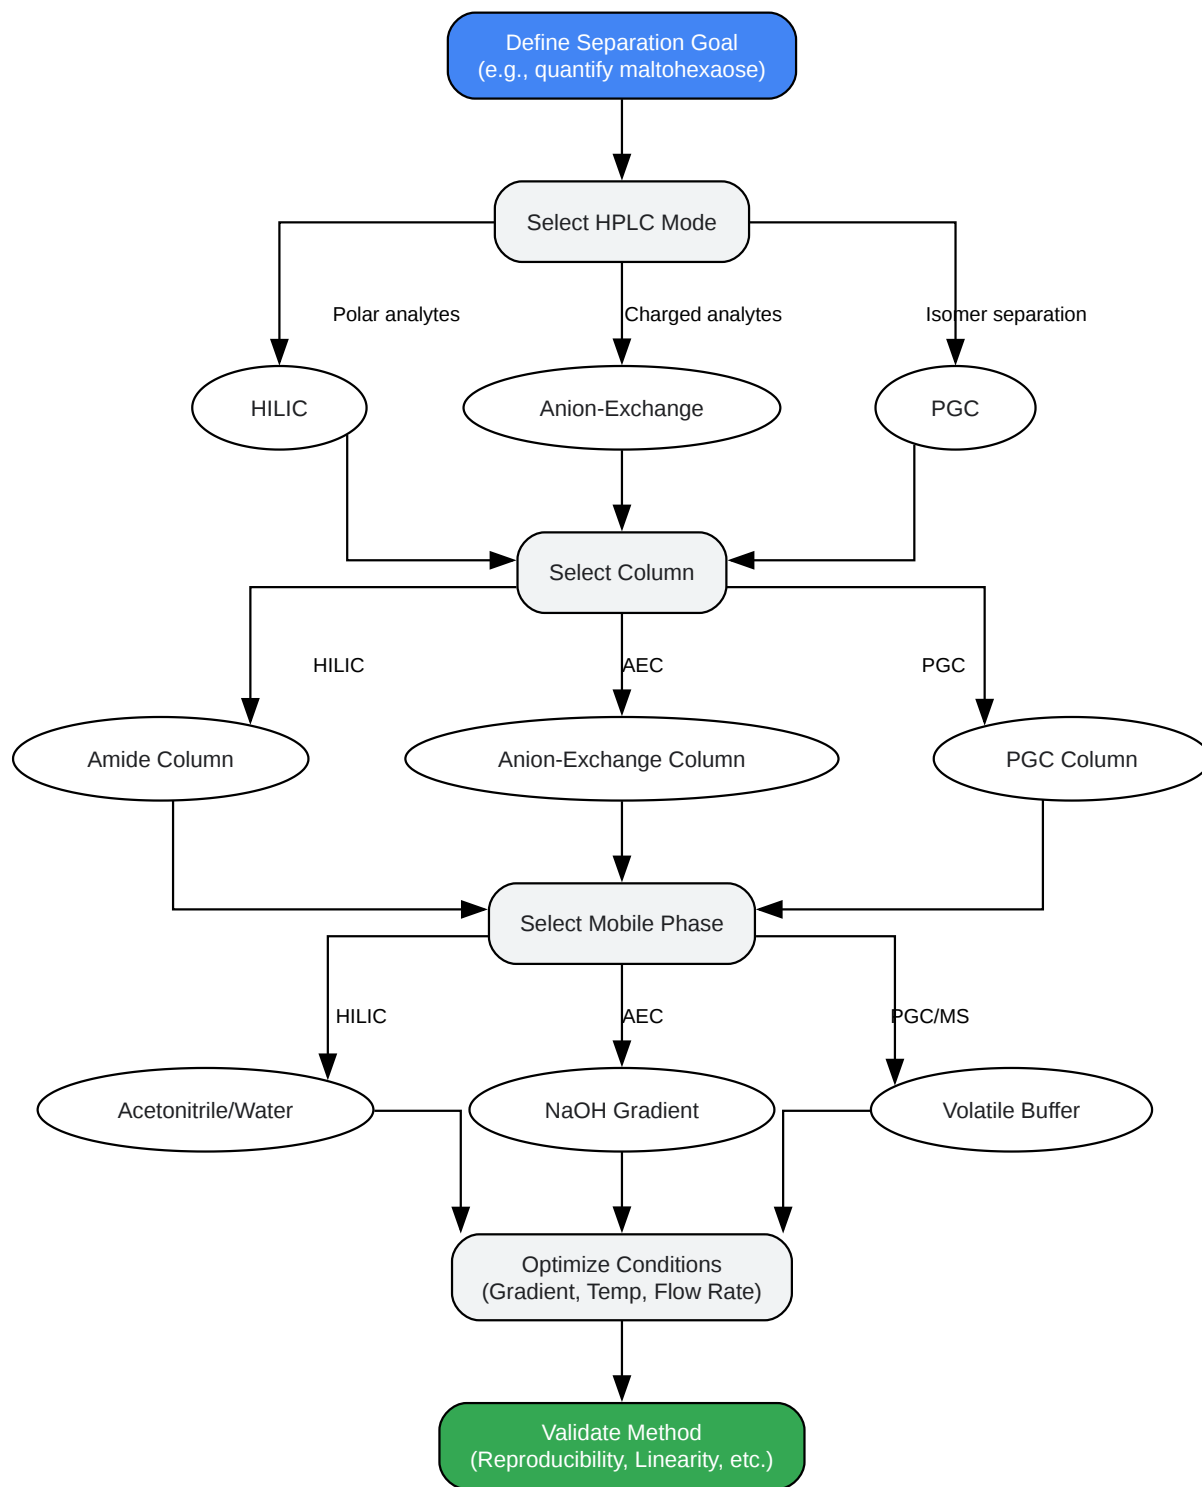 Define Separation Goal
(e.g., quantify maltohexaose)
Select HPLC Mode
Polar analytes
Charged analytes
Isomer separation
HILIC
Anion-Exchange
PGC
Select Column
HILIC
AEC
PGC
Amide Column
Anion-Exchange Column
PGC Column
Select Mobile Phase
HILIC
AEC
PGC/MS
Acetonitrile/Water
NaOH Gradient
Volatile Buffer
Optimize Conditions
(Gradient, Temp, Flow Rate)
Validate Method
(Reproducibility, Linearity, etc.)